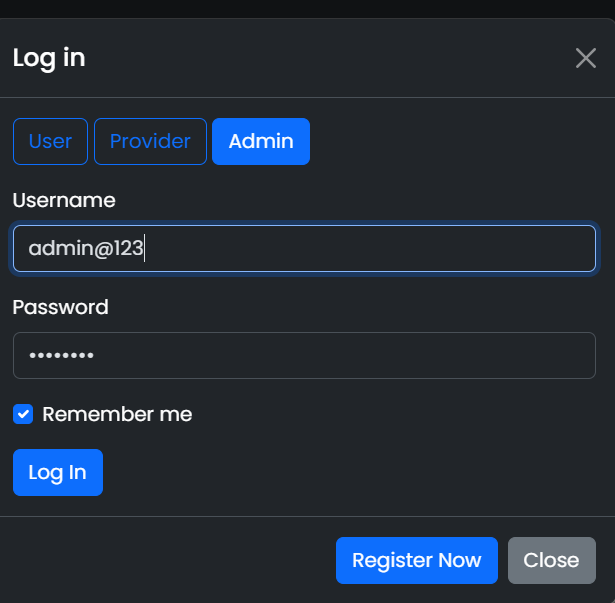 Log in
User Provider Admin
Username
admin@123
Password
••••••••
Remember me
Log In
Register Now Close